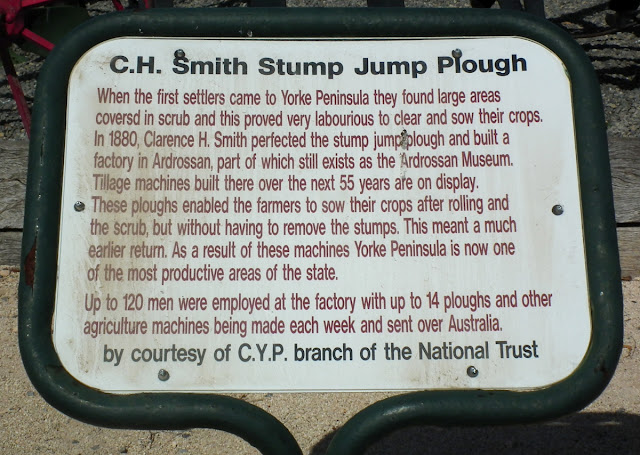 C.H. Smith Stump Jump Plough
When the first settlers came to Yorke Peninsula they found large areas
coversd in scrub and this proved very labourious to clear and sow their crops.
In 1880, Clarence H. Smith perfected the stump jump plough and built a
factory in Ardrossan, part of which still exists as the Ardrossan Museum.
Tillage machines built there over the next 55 years are on display.
These ploughs enabled the farmers to sow their crops after rolling and
the scrub, but without having to remove the stumps. This meant a much
earlier return. As a result of these machines Yorke Peninsula is now one
of the most productive areas of the state.
Up to 120 men were employed at the factory with up to 14 ploughs and other
agriculture machines being made each week and sent over Australia.
by courtesy of C.Y.P. branch of the National Trust